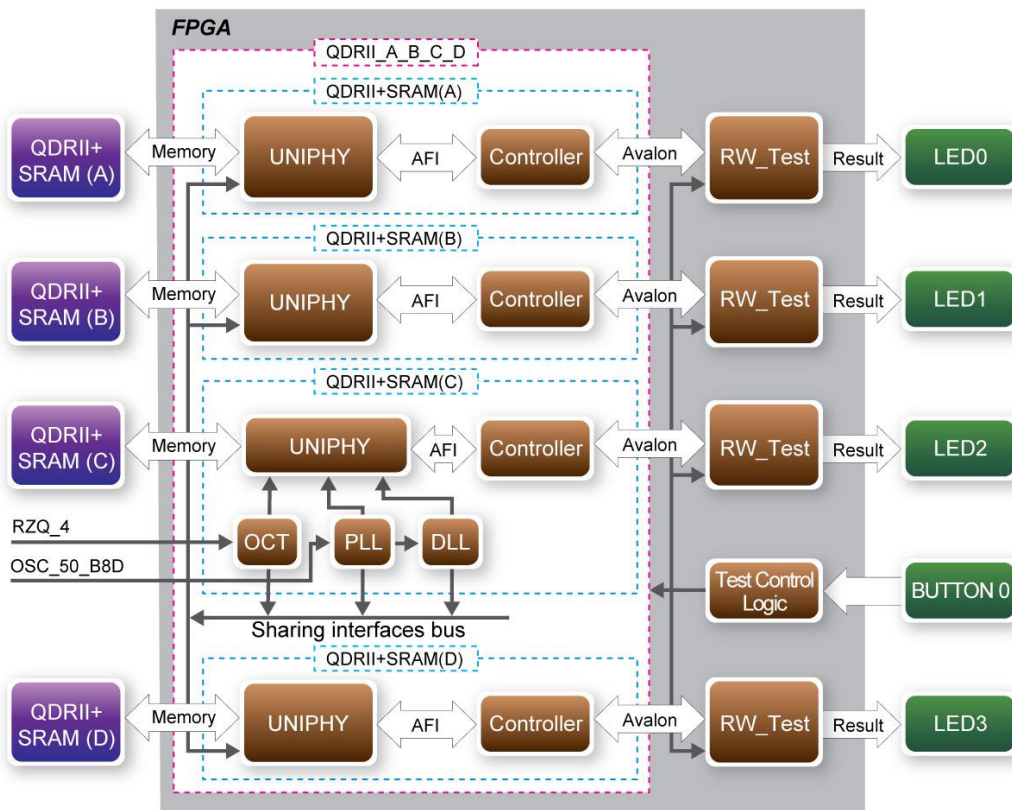 FPGA
QDRII_A_B_C_D
QDRII+SRAM(A)
QDRII+
SRAM (A)
Memory
UNIPHY
AFI
Controller
Avalon
RW_Test
Result
LED0
QDRII+SRAM(B)
QDRII+
SRAM (B)
Memory
UNIPHY
AFI
Controller
Avalon
RW_Test
Result
LED1
QDRII+SRAM(C)
QDRII+
SRAM (C)
Memory
UNIPHY
AFI
Controller
Avalon
RW_Test
Result
LED2
RZQ_4
OSC_50_B8D
OCT
PLL
DLL
Test Control
Logic
BUTTON 0
Sharing interfaces bus
QDRII+SRAM(D)
QDRII+
SRAM (D)
Memory
UNIPHY
AFI
Controller
Avalon
RW_Test
Result
LED3